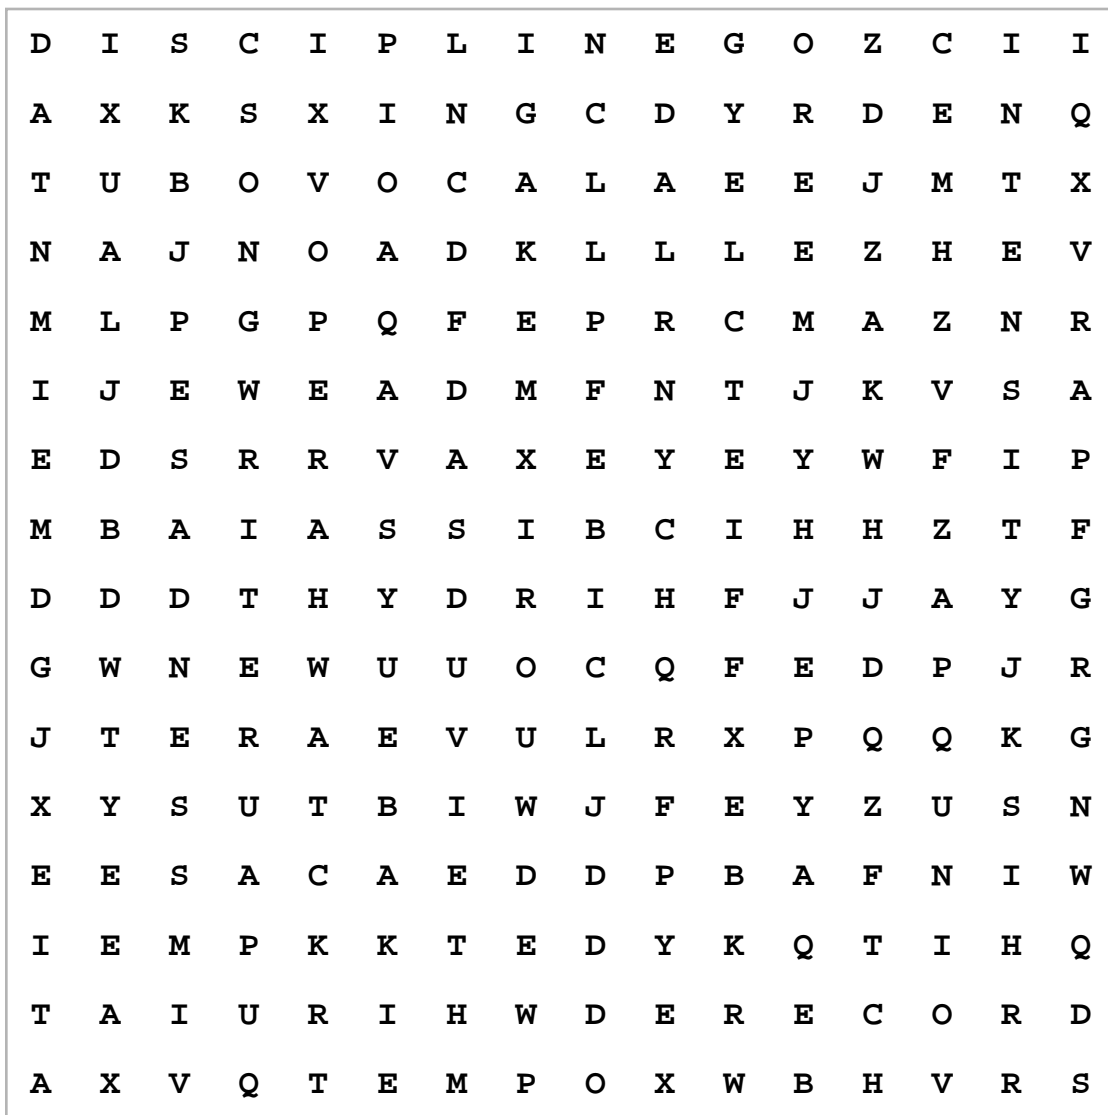 D I S C I P L I N E G O Z C I I
A X K S X I N G C D Y R D E N Q
T U B O V O C A L A E E J M T X
N A J N O A D K L L L E Z H E V
M L P G P Q F E P R C M A Z N R
I J E W E A D M F N T J K V S A
E D S R R V A X E Y E Y W F I P
M B A I A S S I B C I H H Z T F
D D D T H Y D R I H F J J A Y G
G W N E W U U O C Q F E D P J R
J T E R A E V U L R X P Q Q K G
X Y S U T B I W J F E Y Z U S N
E E S A C A E D D P B A F N I W
I E M P K K T E D Y K Q T I H Q
T A I U R I H W D E R E C O R D
A X V Q T E M P O X W B H V R S